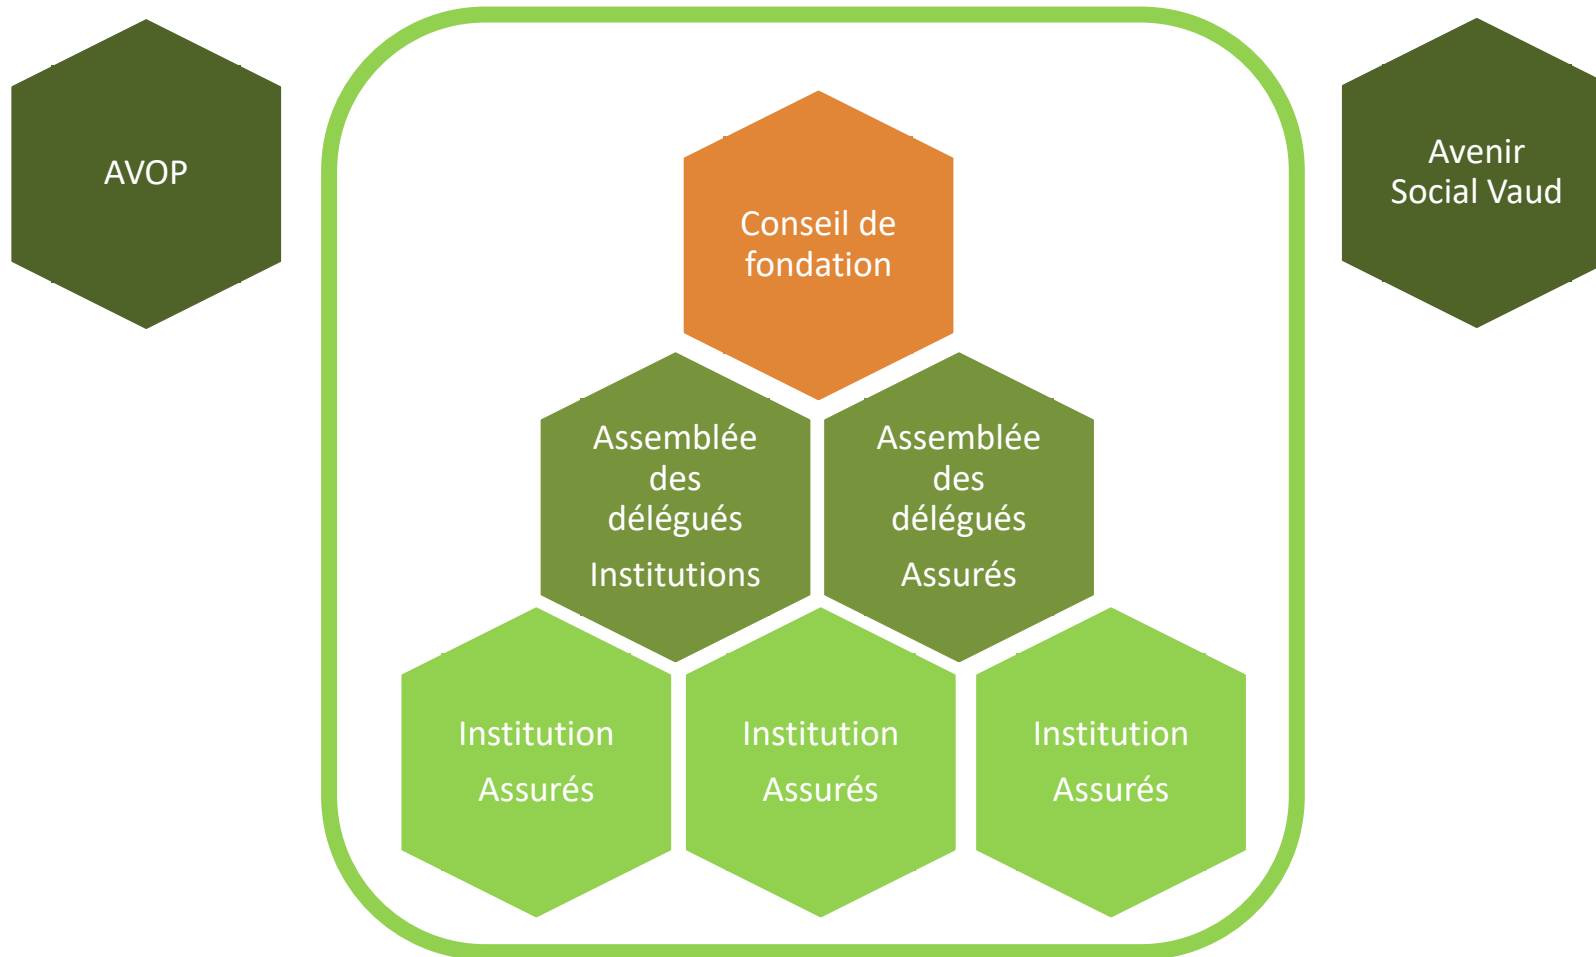 AVOP
Avenir
Social Vaud
Conseil de
fondation
Assemblée
des
délégués
Institutions
Assemblée
des
délégués
Assurés
Institution
Assurés
Institution
Assurés
Institution
Assurés